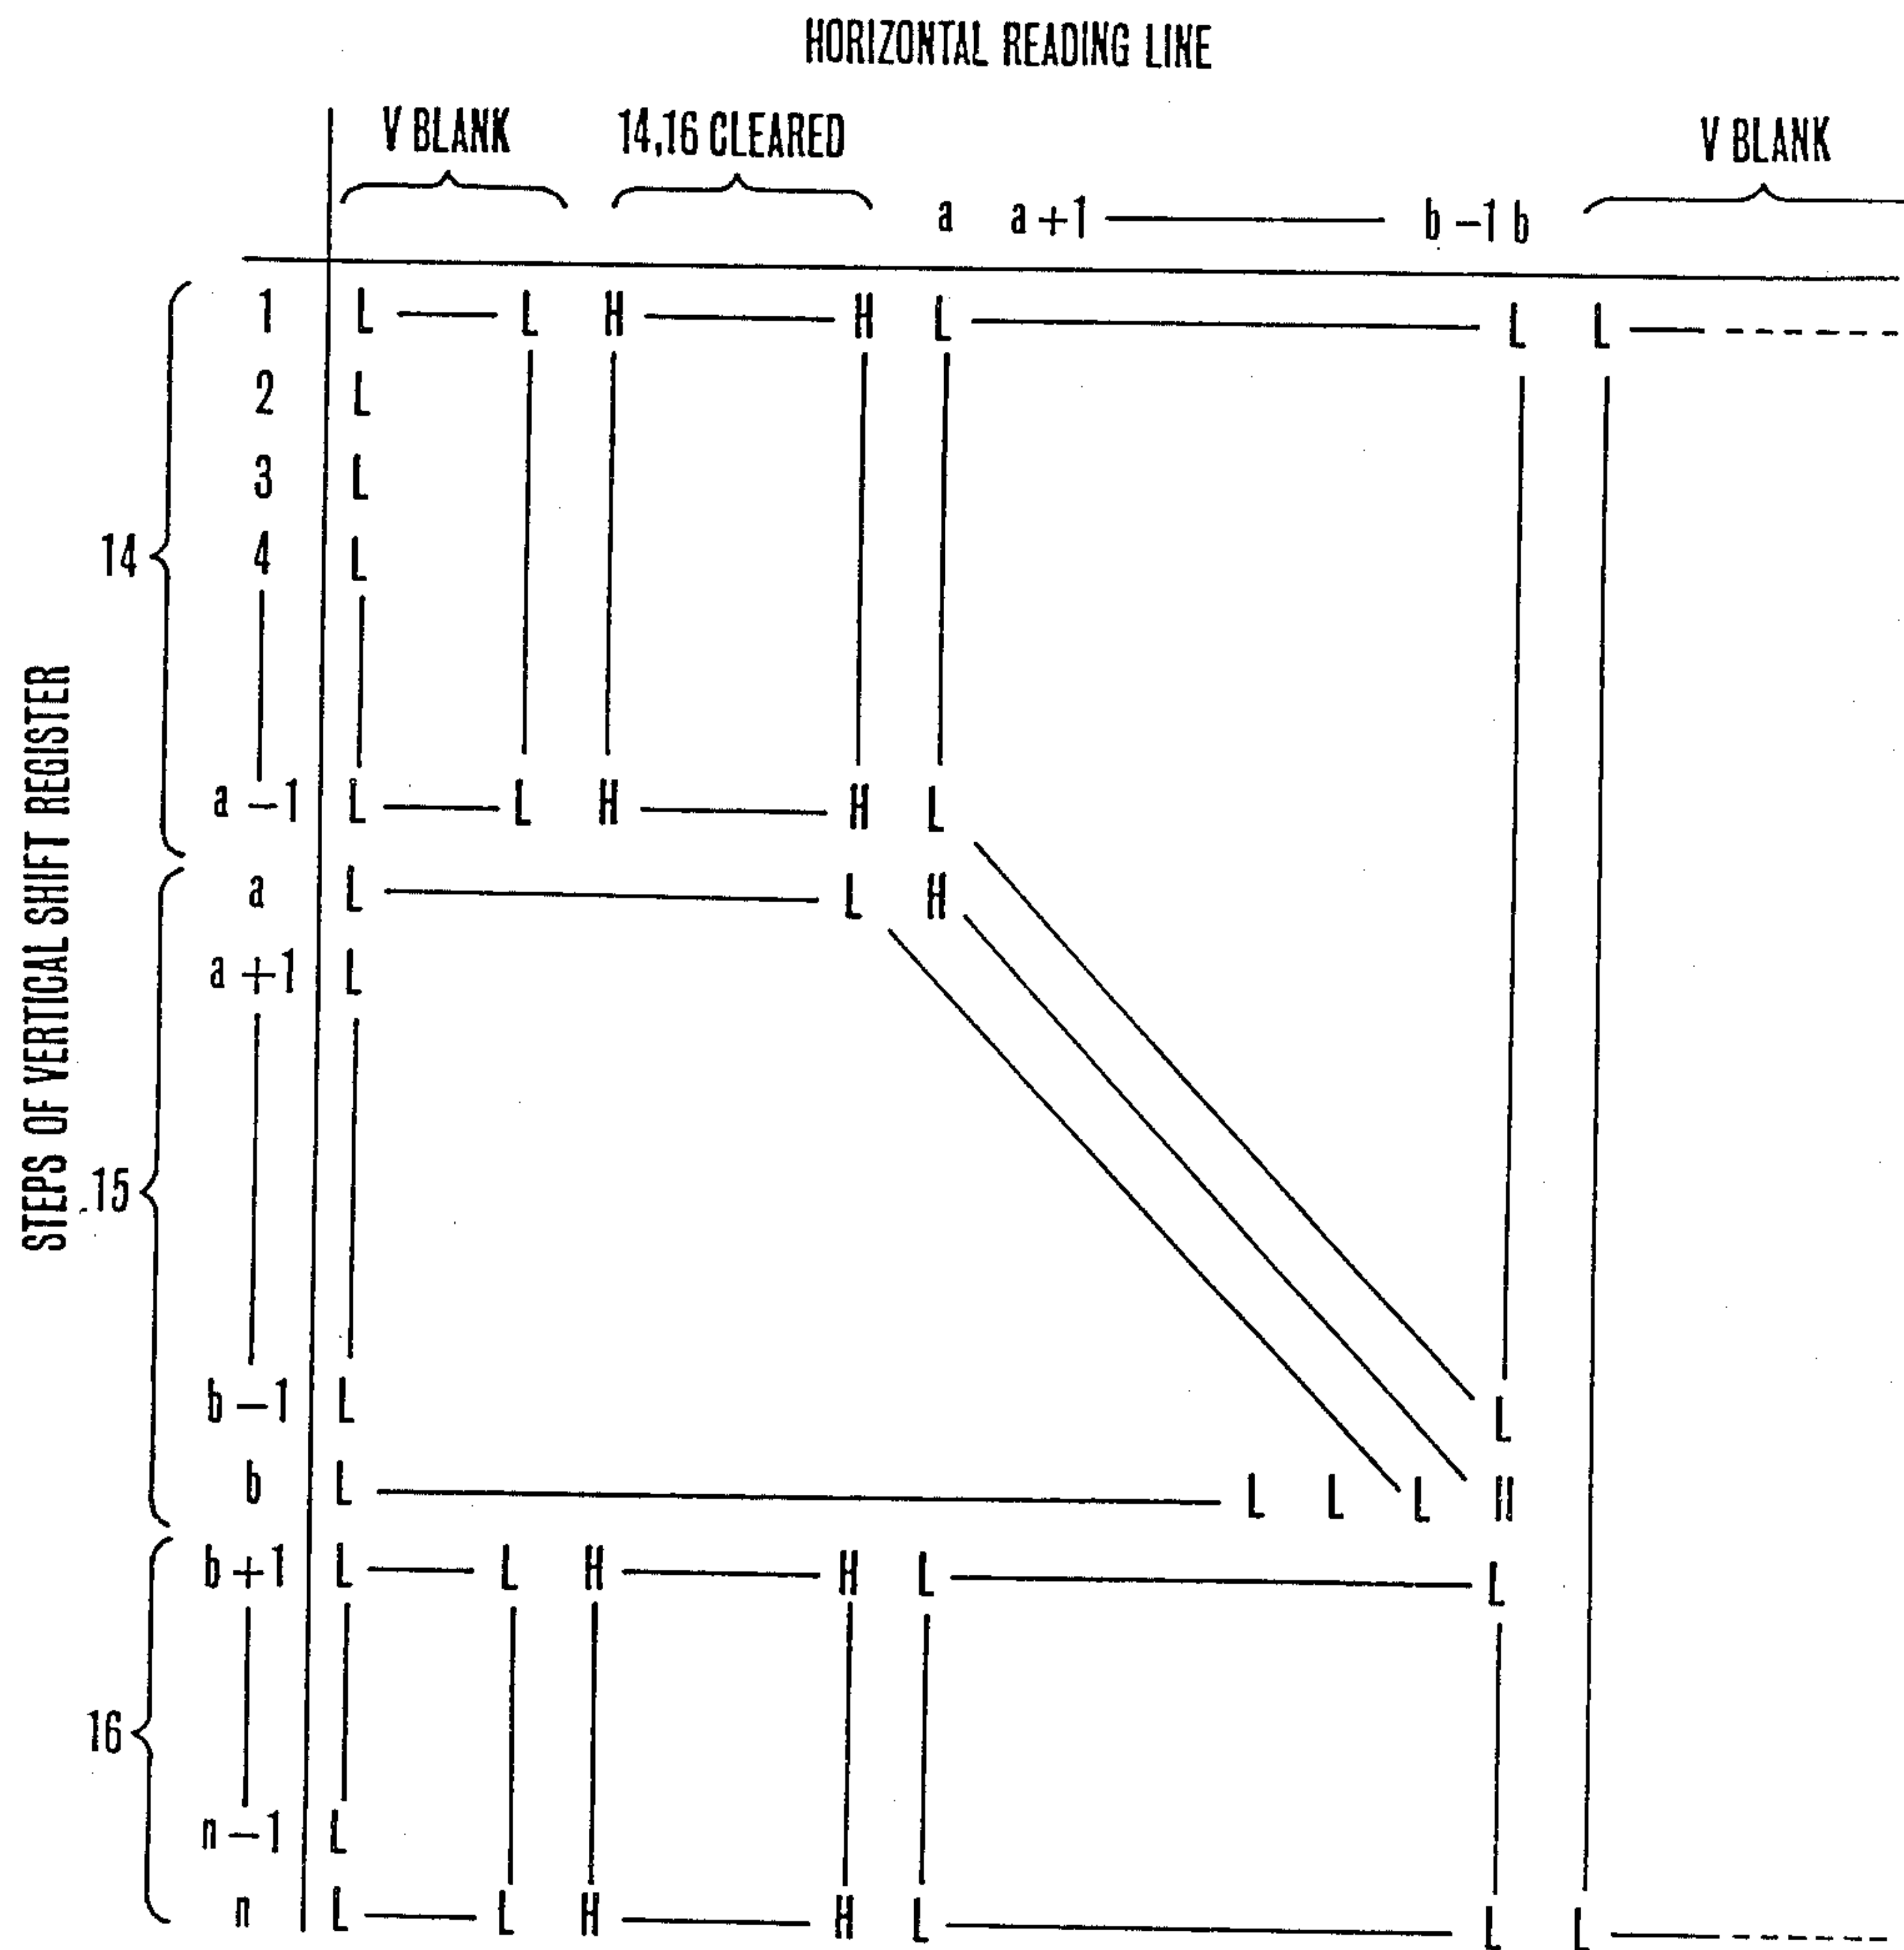 HORIZONTAL READING LINE
V BLANK 14,16 CLEARED V BLANK
a a+1 b-1 b
1 L L H H L L L
2 L
3 L
14 4 L
STEPS OF VERTICAL SHIFT REGISTER
a-1 L L H H L
a L L H
a+1 L
15
b-1 L L
b L L L L H
b+1 L L H H L L
16
n-1 L
n L L H H L L L